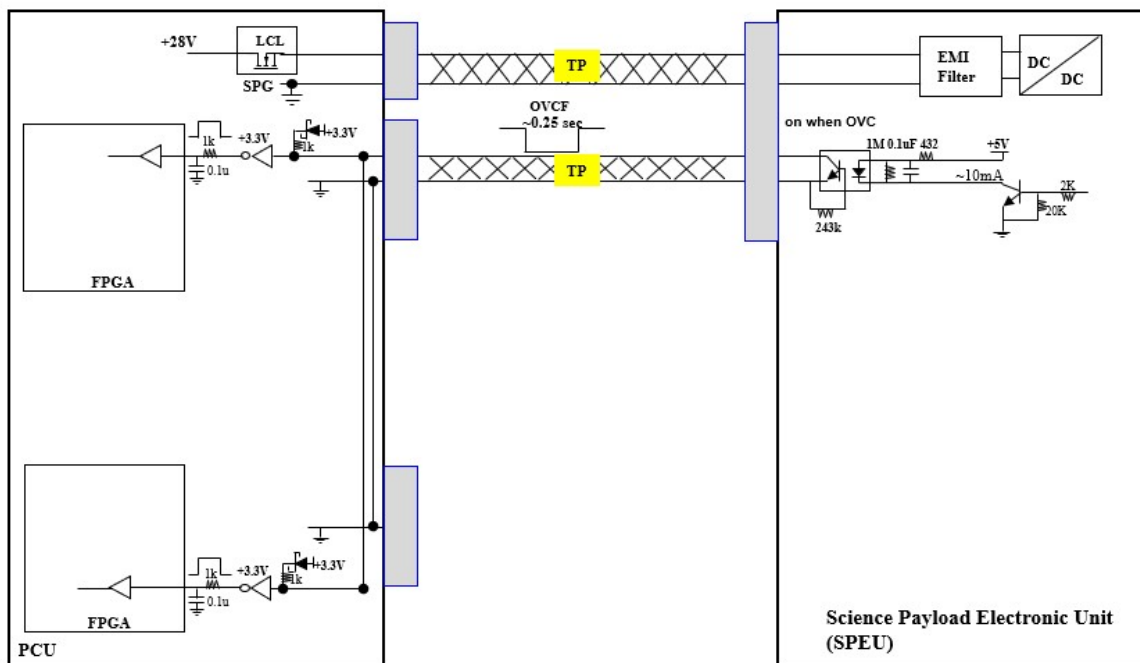 +28V
LCL
SPG
TP
EMI
Filter
DC
DC
OVCF
~0.25 sec
on when OVC
1k
+3.3V
+3.3V
1k
0.1u
FPGA
TP
1M 0.1uF 432
+5V
~10mA
2K
20K
243k
1k
+3.3V
+3.3V
1k
0.1u
FPGA
PCU
Science Payload Electronic Unit
(SPEU)